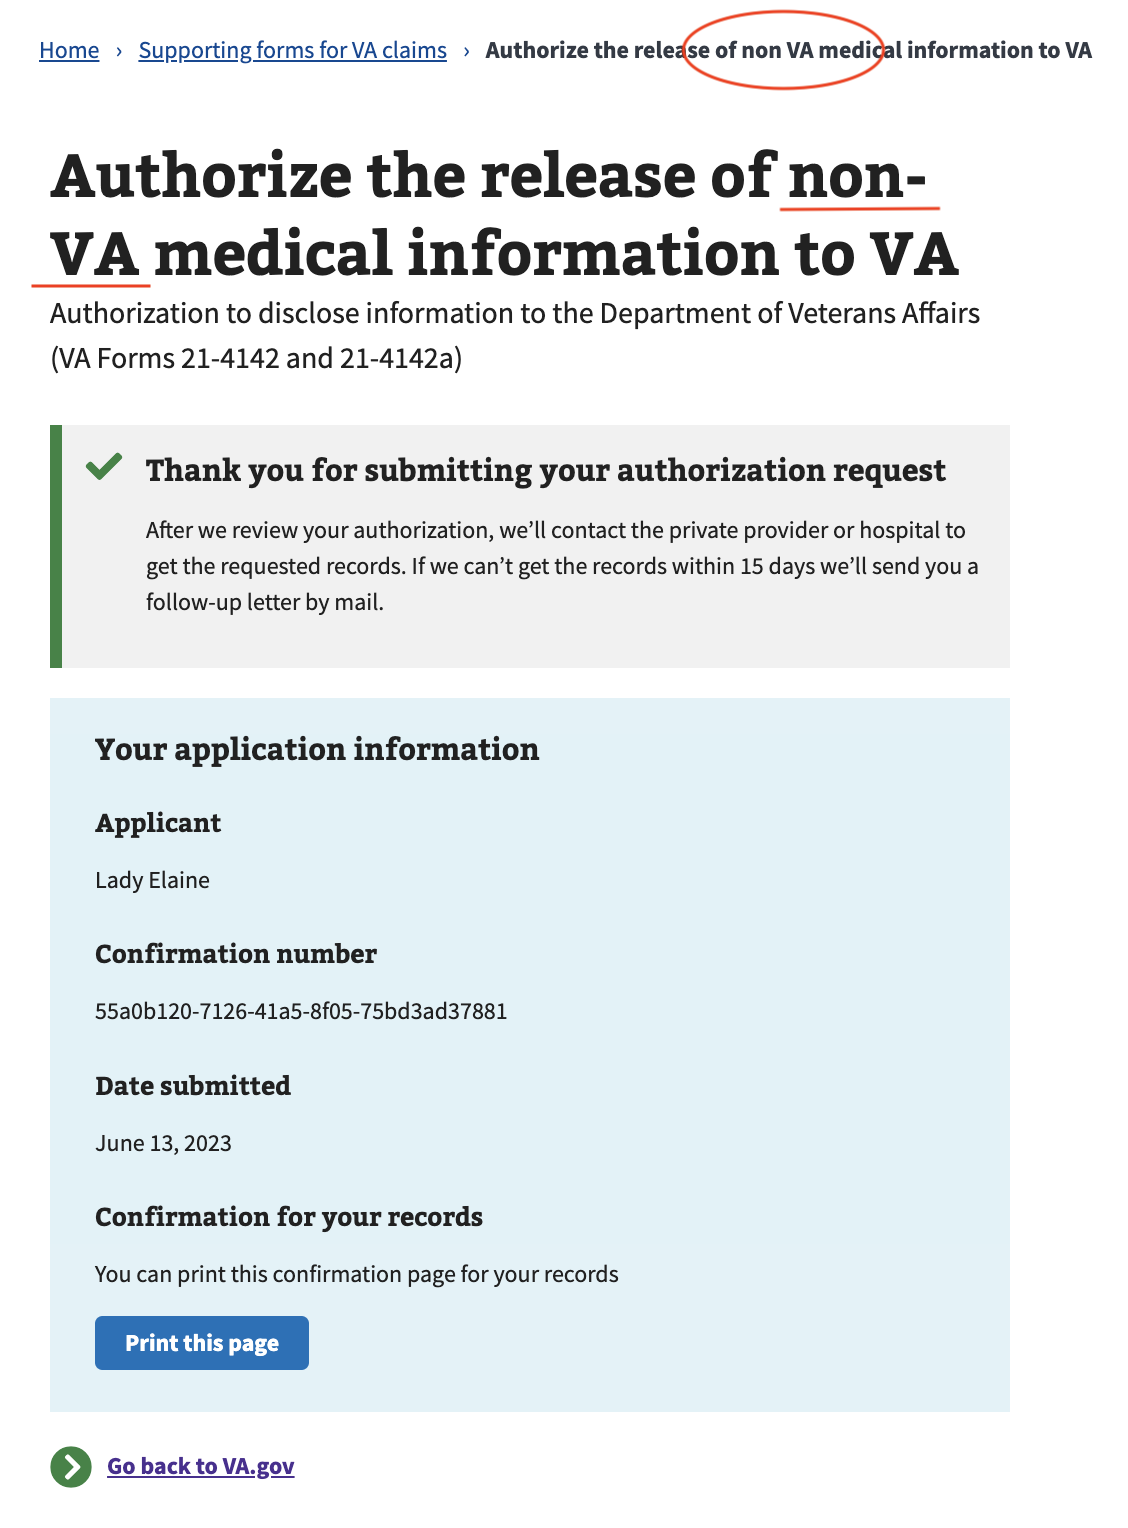 Home › Supporting forms for VA claims › Authorize the release of non VA medical information to VA
Authorize the release of non-
VA medical information to VA
Authorization to disclose information to the Department of Veterans Affairs
(VA Forms 21-4142 and 21-4142a)
Thank you for submitting your authorization request
After we review your authorization, we’ll contact the private provider or hospital to
get the requested records. If we can’t get the records within 15 days we’ll send you a
follow-up letter by mail.
Your application information
Applicant
Lady Elaine
Confirmation number
55a0b120-7126-41a5-8f05-75bd3ad37881
Date submitted
June 13, 2023
Confirmation for your records
You can print this confirmation page for your records
Print this page
Go back to VA.gov